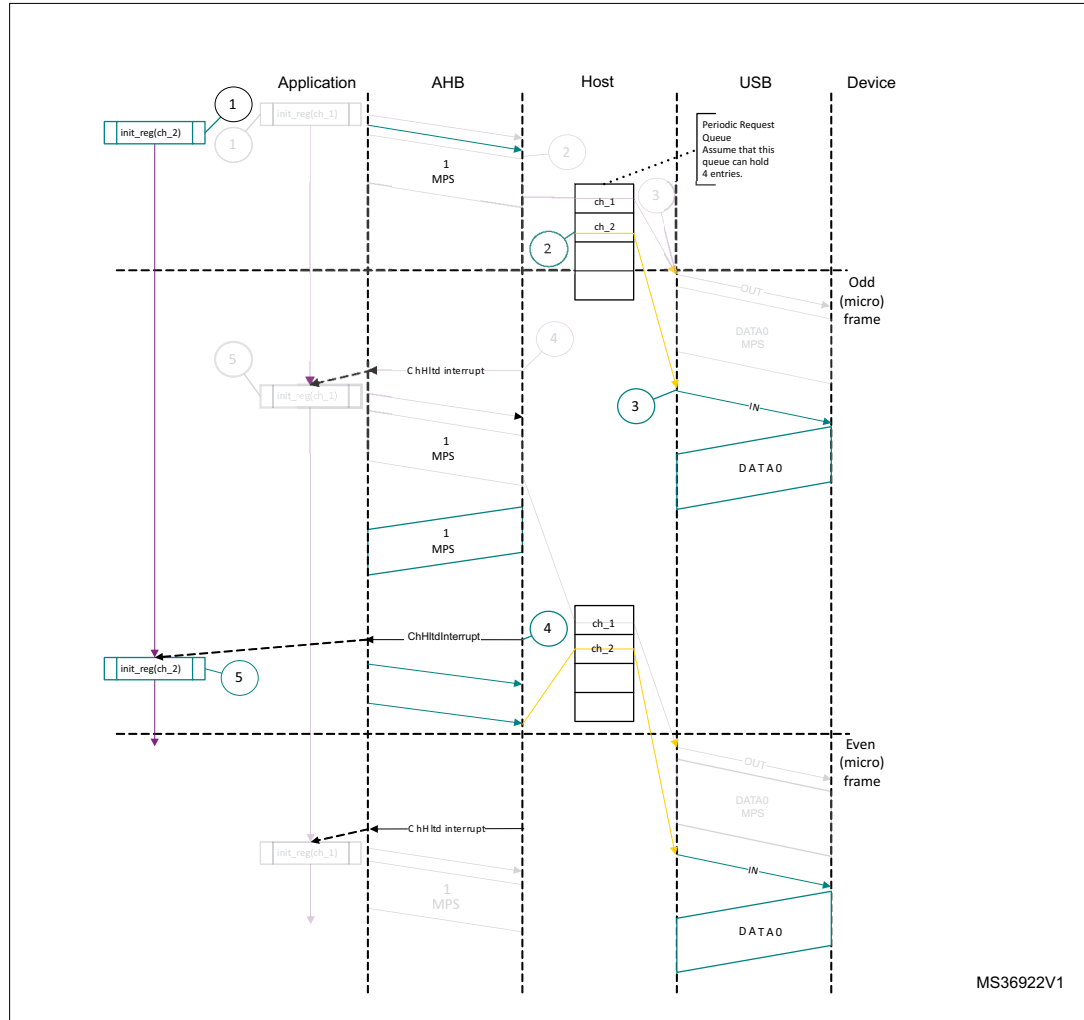 Application
AHB
Host
USB
Device
init_reg(ch_1)
1
init_reg(ch_2)
1
Periodic Request
Queue
Assume that this
queue can hold
4 entries.
2
1
MPS
3
ch_1
ch_2
2
Odd
(micro)
frame
OUT
DATA0
MPS
4
5
ChHltd interrupt
init_reg(ch_1)
3
IN
1
MPS
DATA0
1
MPS
ch_1
4
ChHltdInterrupt
ch_2
init_reg(ch_2)
5
Even
(micro)
frame
OUT
DATA0
MPS
ChHltd interrupt
init_reg(ch_1)
IN
1
MPS
DATA0
MS36922V1